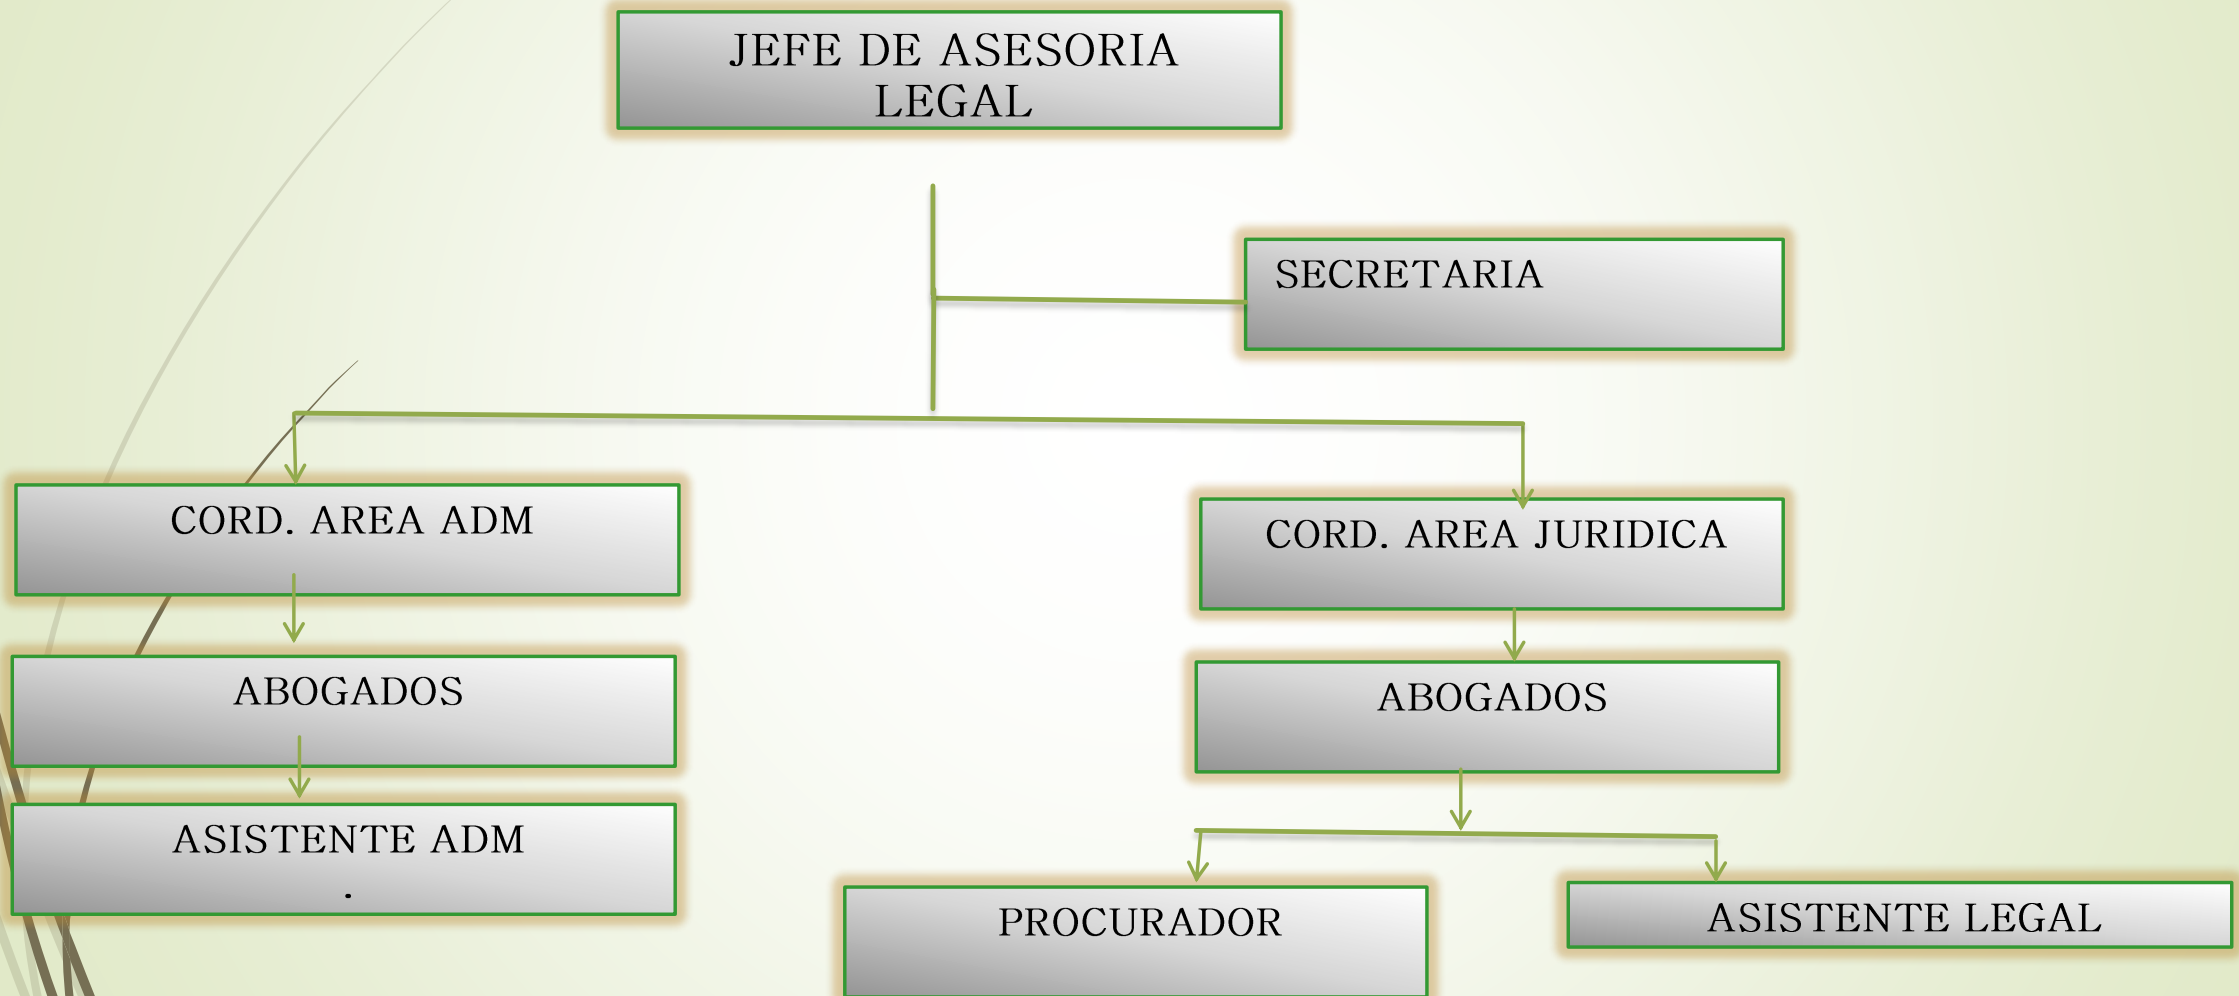 JEFE DE ASESORIA
LEGAL
SECRETARIA
CORD. AREA ADM
CORD. AREA JURIDICA
ABOGADOS
ABOGADOS
ASISTENTE ADM
.
PROCURADOR
ASISTENTE LEGAL